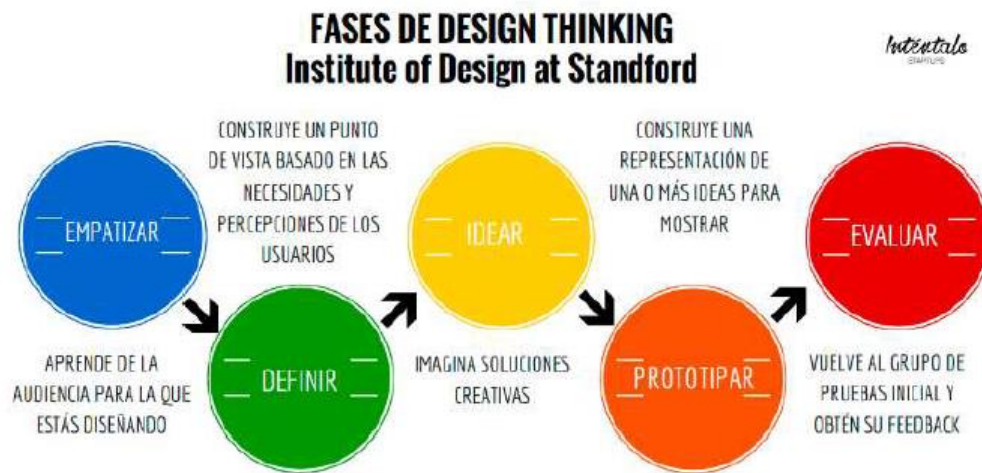 FASES DE DESIGN THINKING
Institute of Design at Standford
Inténtalo
STARTUPS
EMPATIZAR
APRENDE DE LA
AUDIENCIA PARA LA QUE
ESTÁS DISEÑANDO
CONSTRUYE UN PUNTO
DE VISTA BASADO EN LAS
NECESIDADES Y
PERCEPCIONES DE LOS
USUARIOS
DEFINIR
IDEAR
IMAGINA SOLUCIONES
CREATIVAS
CONSTRUYE UNA
REPRESENTACIÓN DE
UNA O MÁS IDEAS PARA
MOSTRAR
PROTOTIPAR
EVALUAR
VUELVE AL GRUPO DE
PRUEBAS INICIAL Y
OBTÉN SU FEEDBACK